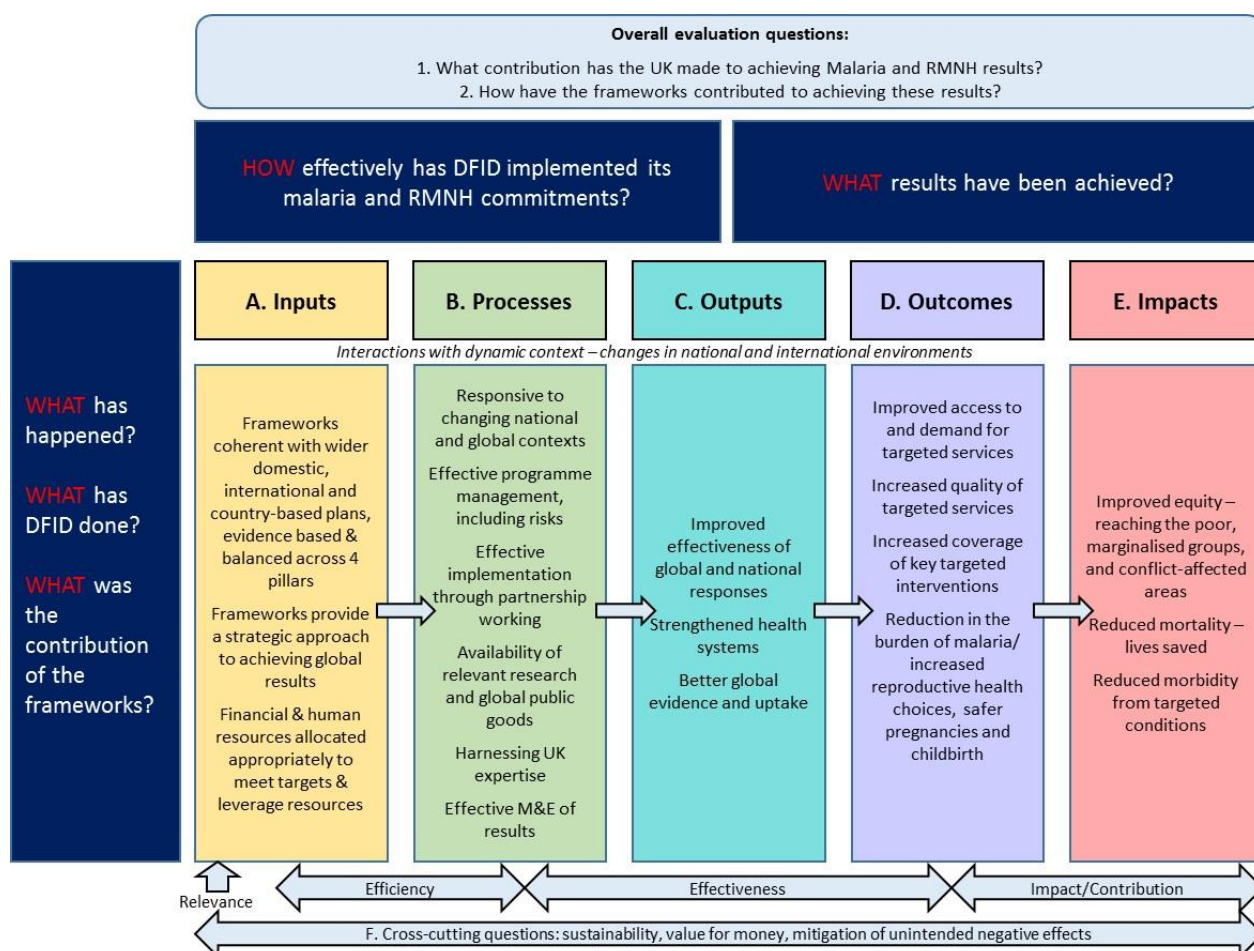 Overall evaluation questions:
1. What contribution has the UK made to achieving Malaria and RMNH results?
2. How have the frameworks contributed to achieving these results?
HOW effectively has DFID implemented its
malaria and RMNH commitments?
WHAT results have been achieved?
WHAT has
happened?
WHAT has
DFID done?
WHAT was
the
contribution
of the
frameworks?
A. Inputs
B. Processes
C. Outputs
D. Outcomes
E. Impacts
Interactions with dynamic context – changes in national and international environments
Frameworks
coherent with wider
domestic,
international and
country-based plans,
evidence based &
balanced across 4
pillars
Frameworks provide
a strategic approach
to achieving global
results
Financial & human
resources allocated
appropriately to
meet targets &
leverage resources
Responsive to
changing national
and global contexts
Effective programme
management,
including risks
Effective
implementation
through partnership
working
Availability of
relevant research
and global public
goods
Harnessing UK
expertise
Effective M&E of
results
Improved
effectiveness of
global and national
responses
Strengthened health
systems
Better global
evidence and uptake
Improved access to
and demand for
targeted services
Increased quality of
targeted services
Increased coverage
of key targeted
interventions
Reduction in the
burden of malaria/
increased
reproductive health
choices, safer
pregnancies and
childbirth
Improved equity –
reaching the poor,
marginalised groups,
and conflict-affected
areas
Reduced mortality –
lives saved
Reduced morbidity
from targeted
conditions
Relevance
Efficiency
Effectiveness
Impact/Contribution
F. Cross-cutting questions: sustainability, value for money, mitigation of unintended negative effects